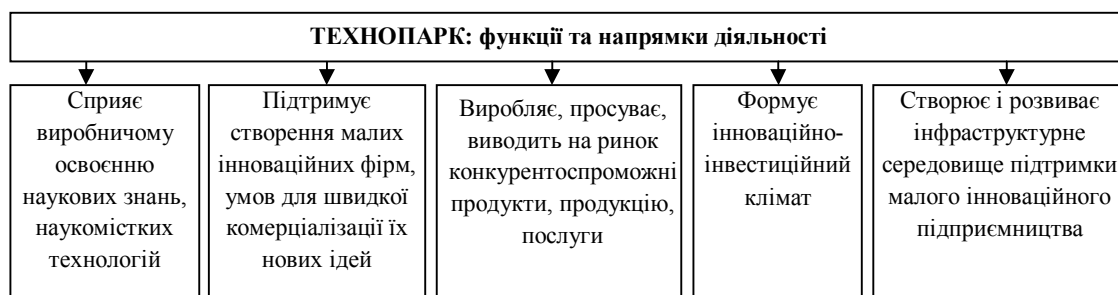 ТЕХНОПАРК: функції та напрямки діяльності
Сприяє
виробничому
освоєнню
наукових знань,
наукомістких
технологій
Підтримує
створення малих
інноваційних фірм,
умов для швидкої
комерціалізації їх
нових ідей
Виробляє, просуває,
виводить на ринок
конкурентоспроможні
продукти, продукцію,
послуги
Формує
інноваційно-
інвестиційний
клімат
Створює і розвиває
інфраструктурне
середовище підтримки
малого інноваційного
підприємництва